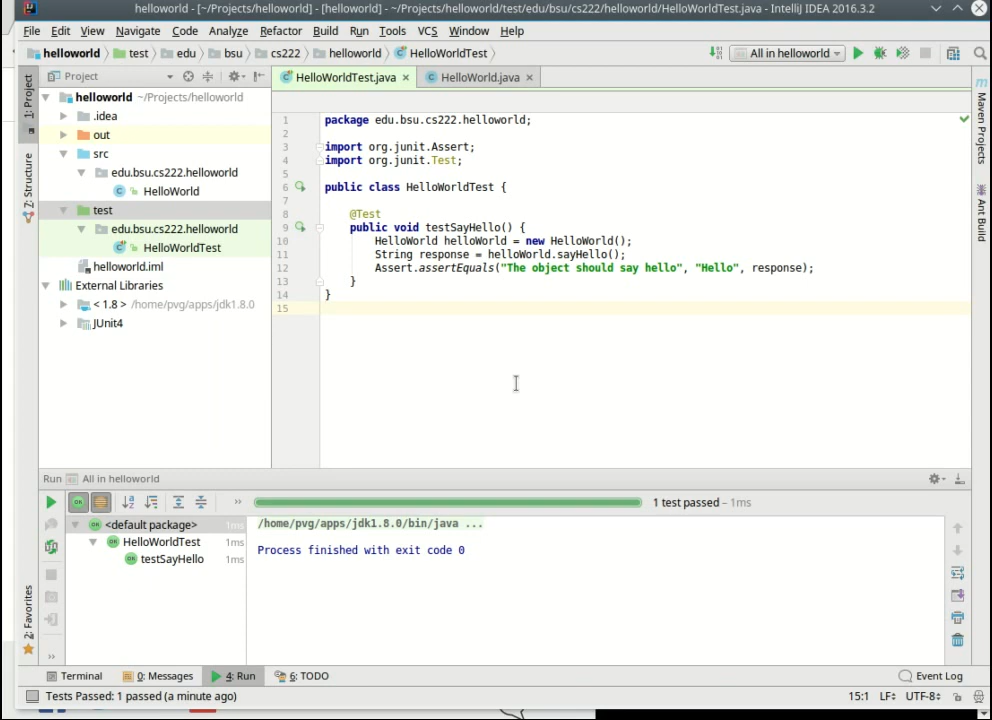 helloworld - [~/Projects/helloworld] - [helloworld] - ~/Projects/helloworld/test/edu/bsu/cs222/helloworld/HelloWorldTest.java - IntelliJ IDEA 2016.3.2
File Edit View Navigate Code Analyze Refactor Build Run Tools VCS Window Help
helloworld test edu bsu cs222 helloworld HelloWorldTest
All in helloworld
1: Project
Z: Structure
2: Favorites
Project
helloworld ~/Projects/helloworld
.idea
out
src
edu.bsu.cs222.helloworld
HelloWorld
test
edu.bsu.cs222.helloworld
HelloWorldTest
helloworld.iml
External Libraries
< 1.8 > /home/pvg/apps/jdk1.8.0
JUnit4
HelloWorldTest.java HelloWorld.java
1 package edu.bsu.cs222.helloworld;
2
3 import org.junit.Assert;
4 import org.junit.Test;
5
6 public class HelloWorldTest {
7
8 @Test
9 public void testSayHello() {
10 HelloWorld helloWorld = new HelloWorld();
11 String response = helloWorld.sayHello();
12 Assert.assertEquals("The object should say hello", "Hello", response);
13 }
14 }
15
Maven Projects
Ant Build
Run All in helloworld
1 test passed – 1ms
<default package> 1ms
HelloWorldTest 1ms
testSayHello 1ms
/home/pvg/apps/jdk1.8.0/bin/java ...
Process finished with exit code 0
Terminal 0: Messages 4: Run 6: TODO Event Log
Tests Passed: 1 passed (a minute ago) 15:1 LF UTF-8